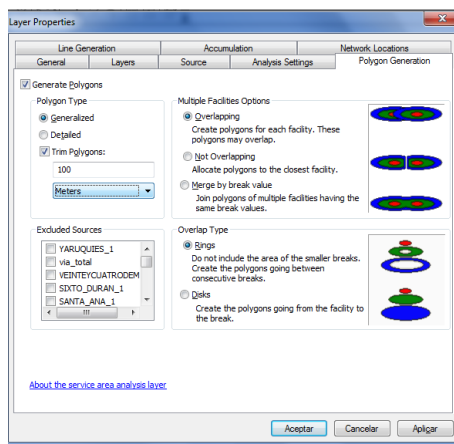 Layer Properties
Line Generation Accumulation Network Locations
General Layers Source Analysis Settings Polygon Generation
Generate Polygons
Polygon Type
Generalized
Detailed
Trim Polygons:
100
Meters
Multiple Facilities Options
Overlapping
Create polygons for each facility. These
polygons may overlap.
Not Overlapping
Allocate polygons to the closest facility.
Merge by break value
Join polygons of multiple facilities having the
same break values.
Excluded Sources
YARUQUIES_1
via_total
VEINTEYCUATRODEM
SIXTO_DURAN_1
SANTA_ANA_1
Overlap Type
Rings
Do not include the area of the smaller breaks.
Create the polygons going between
consecutive breaks.
Disks
Create the polygons going from the facility to
the break.
About the service area analysis layer
Aceptar Cancelar Apligar